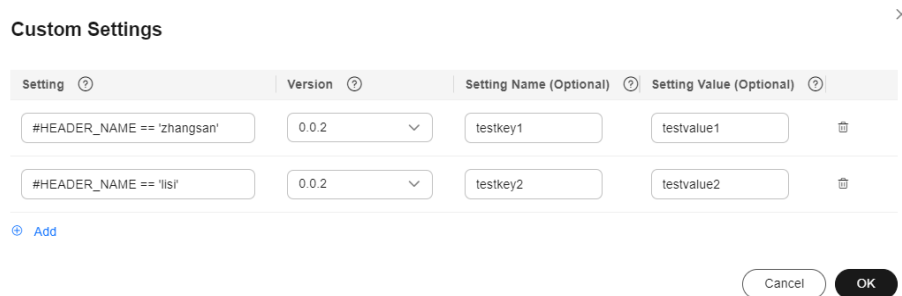 Custom Settings
Setting ? Version ? Setting Name (Optional) ? Setting Value (Optional) ?
#HEADER_NAME == 'zhangsan' 0.0.2 testkey1 testvalue1
#HEADER_NAME == 'lisi' 0.0.2 testkey2 testvalue2
Add
Cancel OK